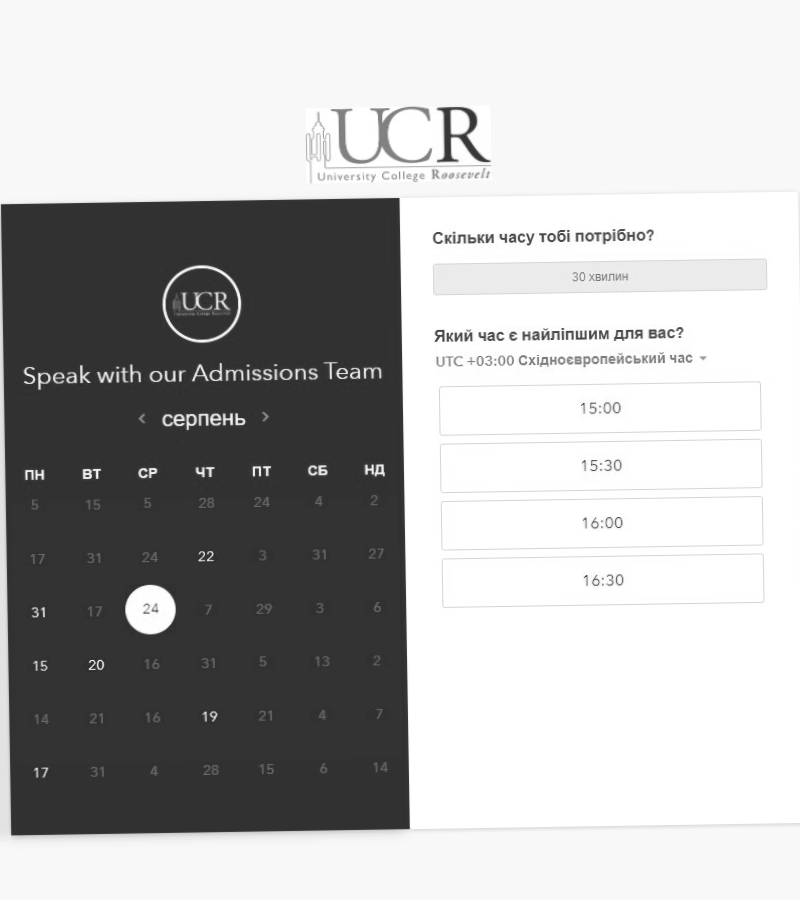 UCR
University College Roosevelt
UCR
Speak with our Admissions Team
серпень
ПН ВТ СР ЧТ ПТ СБ НД
5 15 5 28 24 4 2
17 31 24 22 3 31 27
31 17 24 7 29 3 6
15 20 16 31 5 13 2
14 21 16 19 21 4 7
17 31 4 28 15 6 14
Скільки часу тобі потрібно?
30 хвилин
Який час є найліпшим для вас?
UTC +03:00 Східноєвропейський час
15:00
15:30
16:00
16:30